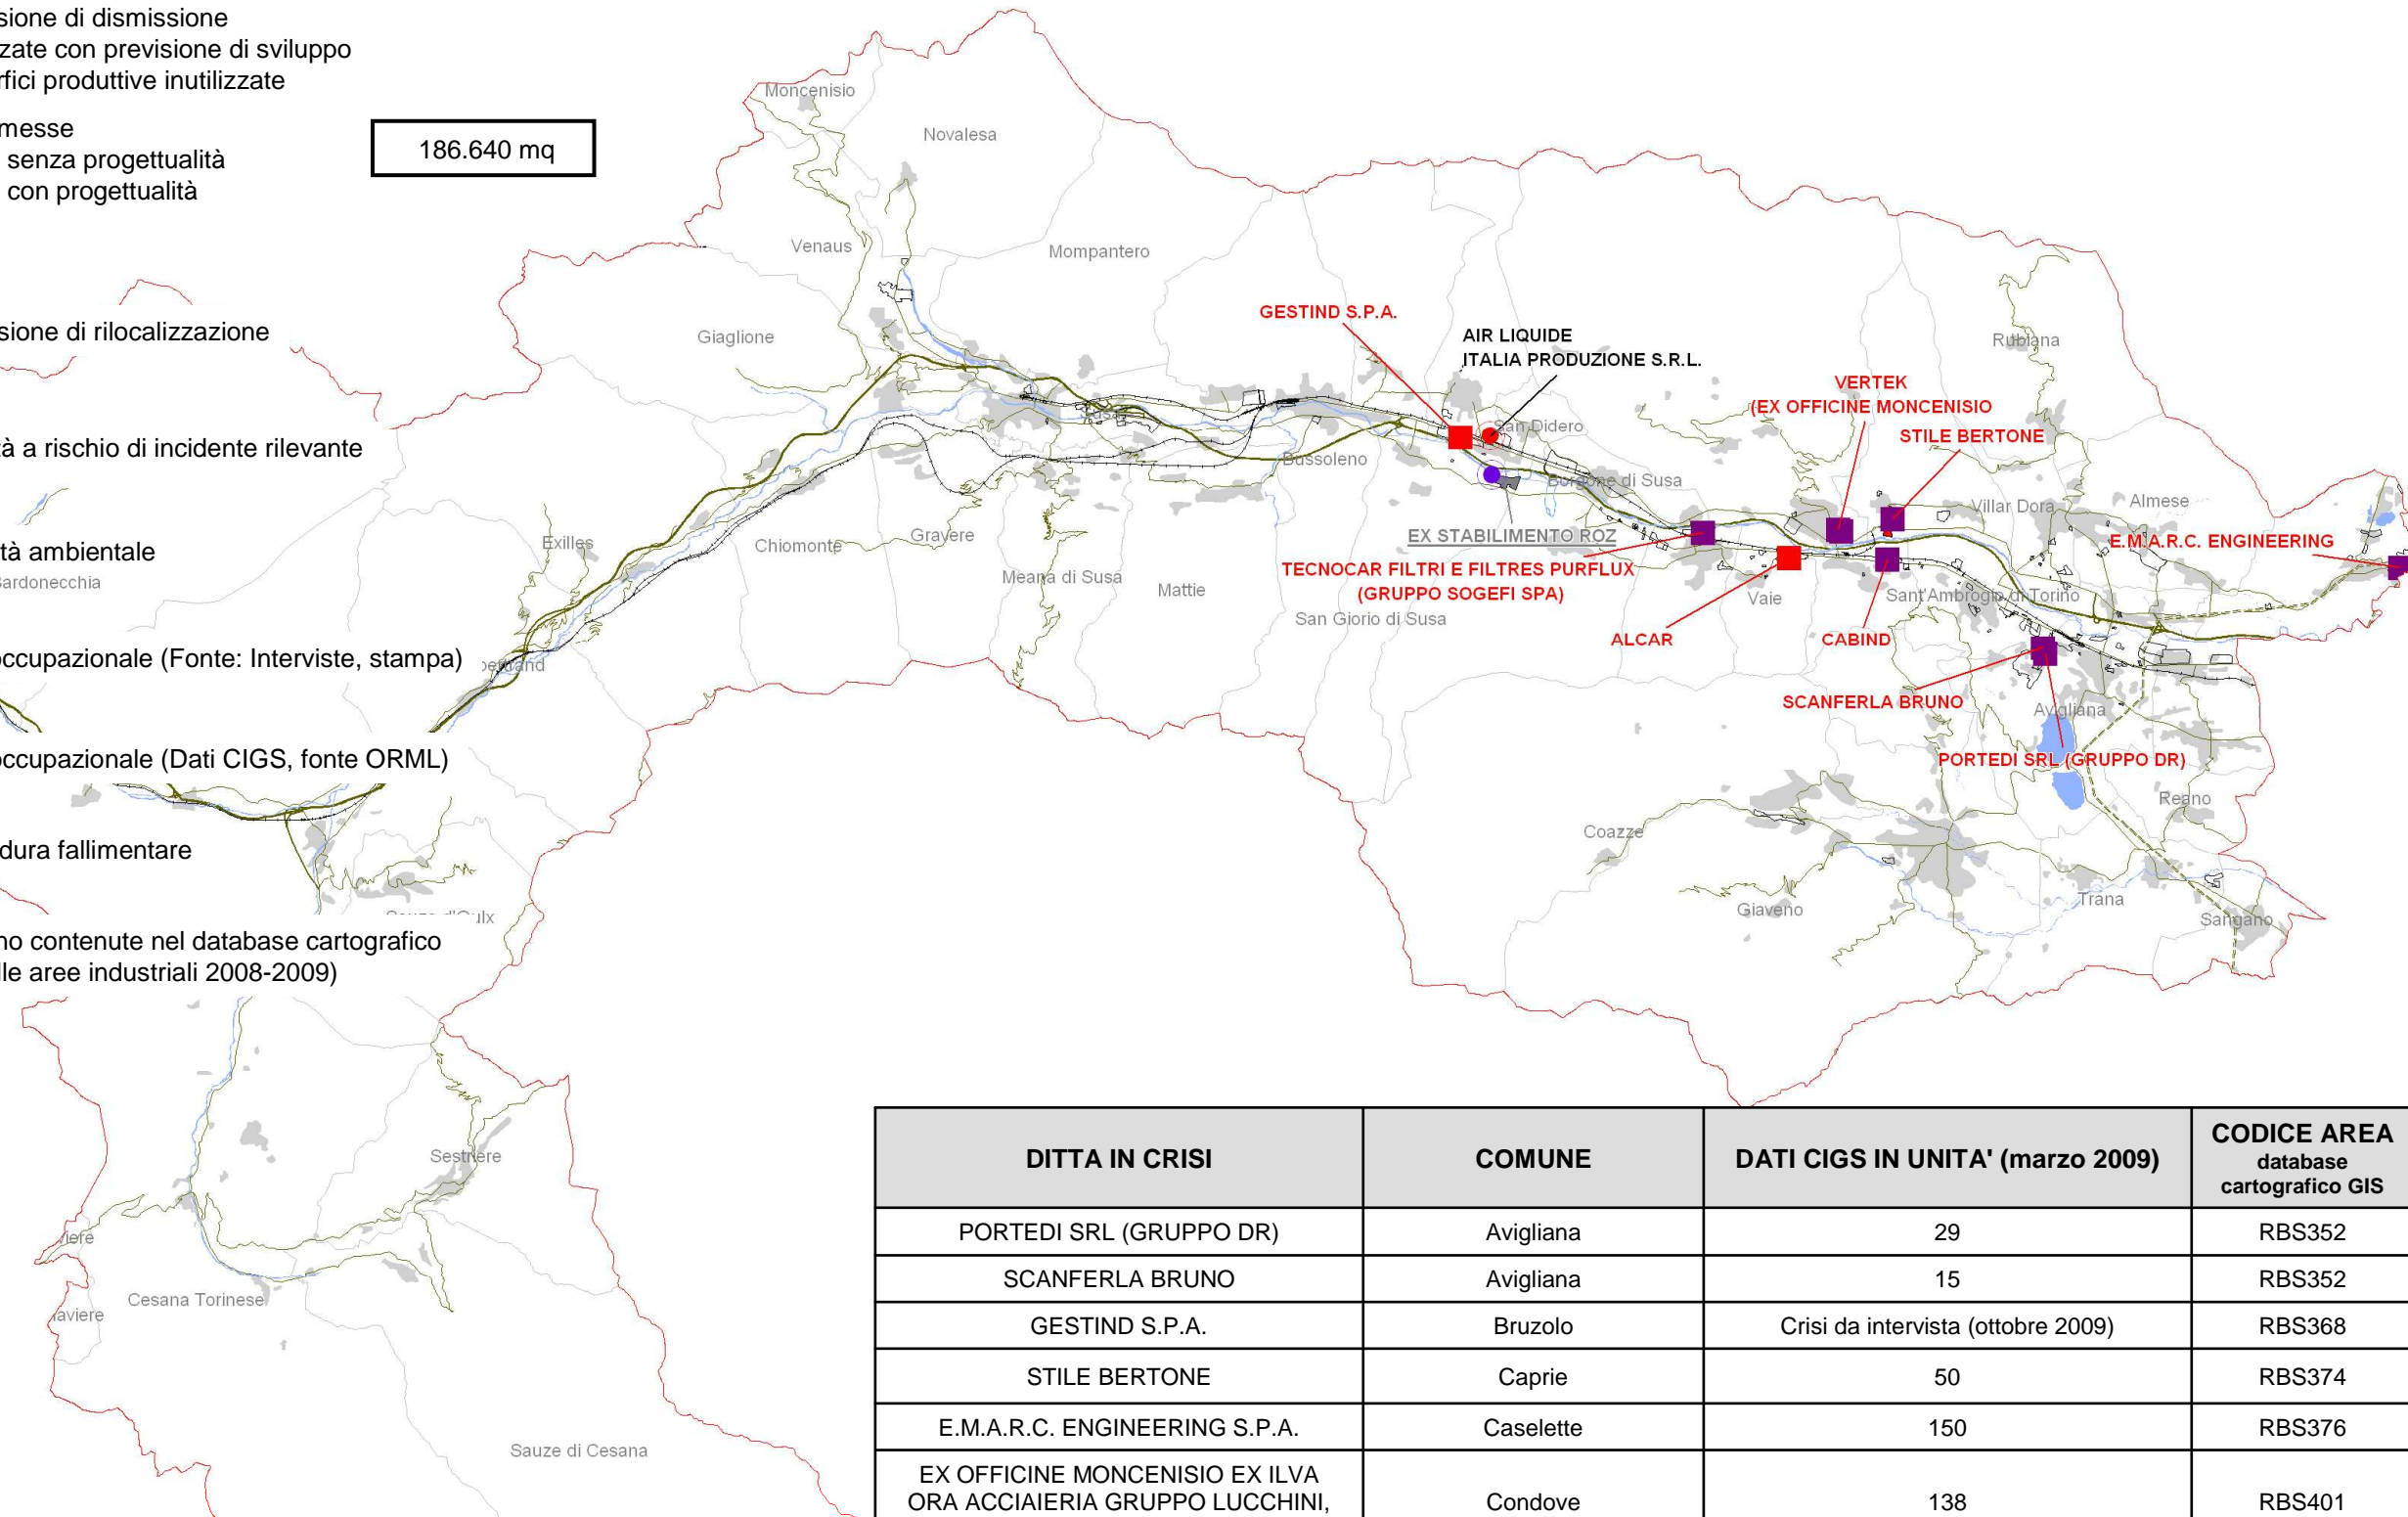 sione di dismissione
zzate con previsione di sviluppo
rfici produttive inutilizzate
messe
senza progettualità
con progettualità
186.640 mq
sione di rilocalizzazione
tà a rischio di incidente rilevante
tà ambientale
occupazionale (Fonte: Interviste, stampa)
occupazionale (Dati CIGS, fonte ORML)
dura fallimentare
no contenute nel database cartografico
lle aree industriali 2008-2009)
Moncenisio
Novalesa
Venaus
Mompantero
Giaglione
GESTIND S.P.A.
AIR LIQUIDE
ITALIA PRODUZIONE S.R.L.
Rubiana
VERTEK
(EX OFFICINE MONCENISIO
STILE BERTONE
Susa
San Didero
Bussoleno
Borgone di Susa
Villar Dora
Almese
EX STABILIMENTO ROZ
E.M.A.R.C. ENGINEERING
Exilles
Chiomonte
Gravere
Meana di Susa
Mattie
TECNOCAR FILTRI E FILTRES PURFLUX
(GRUPPO SOGEFI SPA)
San Giorio di Susa
Vaie
Sant'Ambrogio di Torino
ALCAR
CABIND
Bardonecchia
bertrand
SCANFERLA BRUNO
Avigliana
PORTEDI SRL (GRUPPO DR)
Reano
Coazze
Giaveno
Trana
Sangano
Sauze d'Oulx
Sestriere
viere
Cesana Torinese
laviere
Sauze di Cesana
DITTA IN CRISI COMUNE DATI CIGS IN UNITA' (marzo 2009) CODICE AREA
database
cartografico GIS
PORTEDI SRL (GRUPPO DR) Avigliana 29 RBS352
SCANFERLA BRUNO Avigliana 15 RBS352
GESTIND S.P.A. Bruzolo Crisi da intervista (ottobre 2009) RBS368
STILE BERTONE Caprie 50 RBS374
E.M.A.R.C. ENGINEERING S.P.A. Caselette 150 RBS376
EX OFFICINE MONCENISIO EX ILVA
ORA ACCIAIERIA GRUPPO LUCCHINI, Condove 138 RBS401